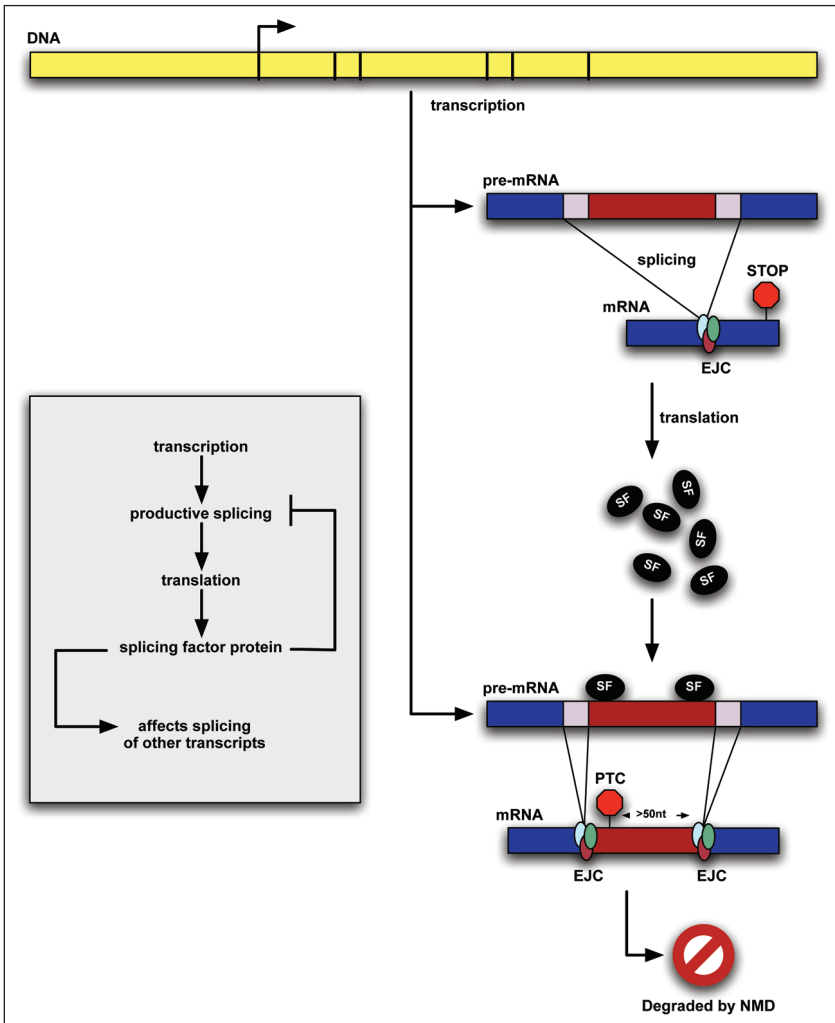 DNA
transcription
pre-mRNA
splicing
STOP
mRNA
EJC
translation
SF
SF
SF
SF
SF
SF
pre-mRNA
SF
SF
PTC
mRNA
>50nt
EJC
EJC
Degraded by NMD
transcription
productive splicing
translation
splicing factor protein
affects splicing
of other transcripts